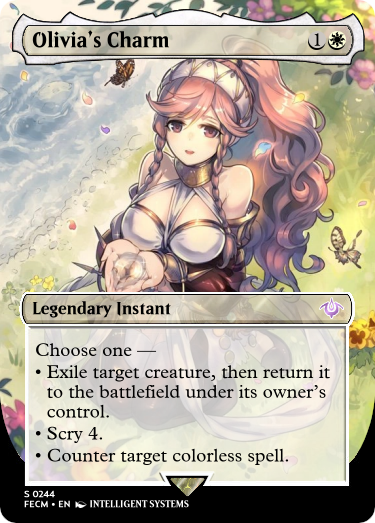 Olivia's Charm 1
Legendary Instant
Choose one —
• Exile target creature, then return it
to the battlefield under its owner's
control.
• Scry 4.
• Counter target colorless spell.
S 0244
FECM • EN INTELLIGENT SYSTEMS